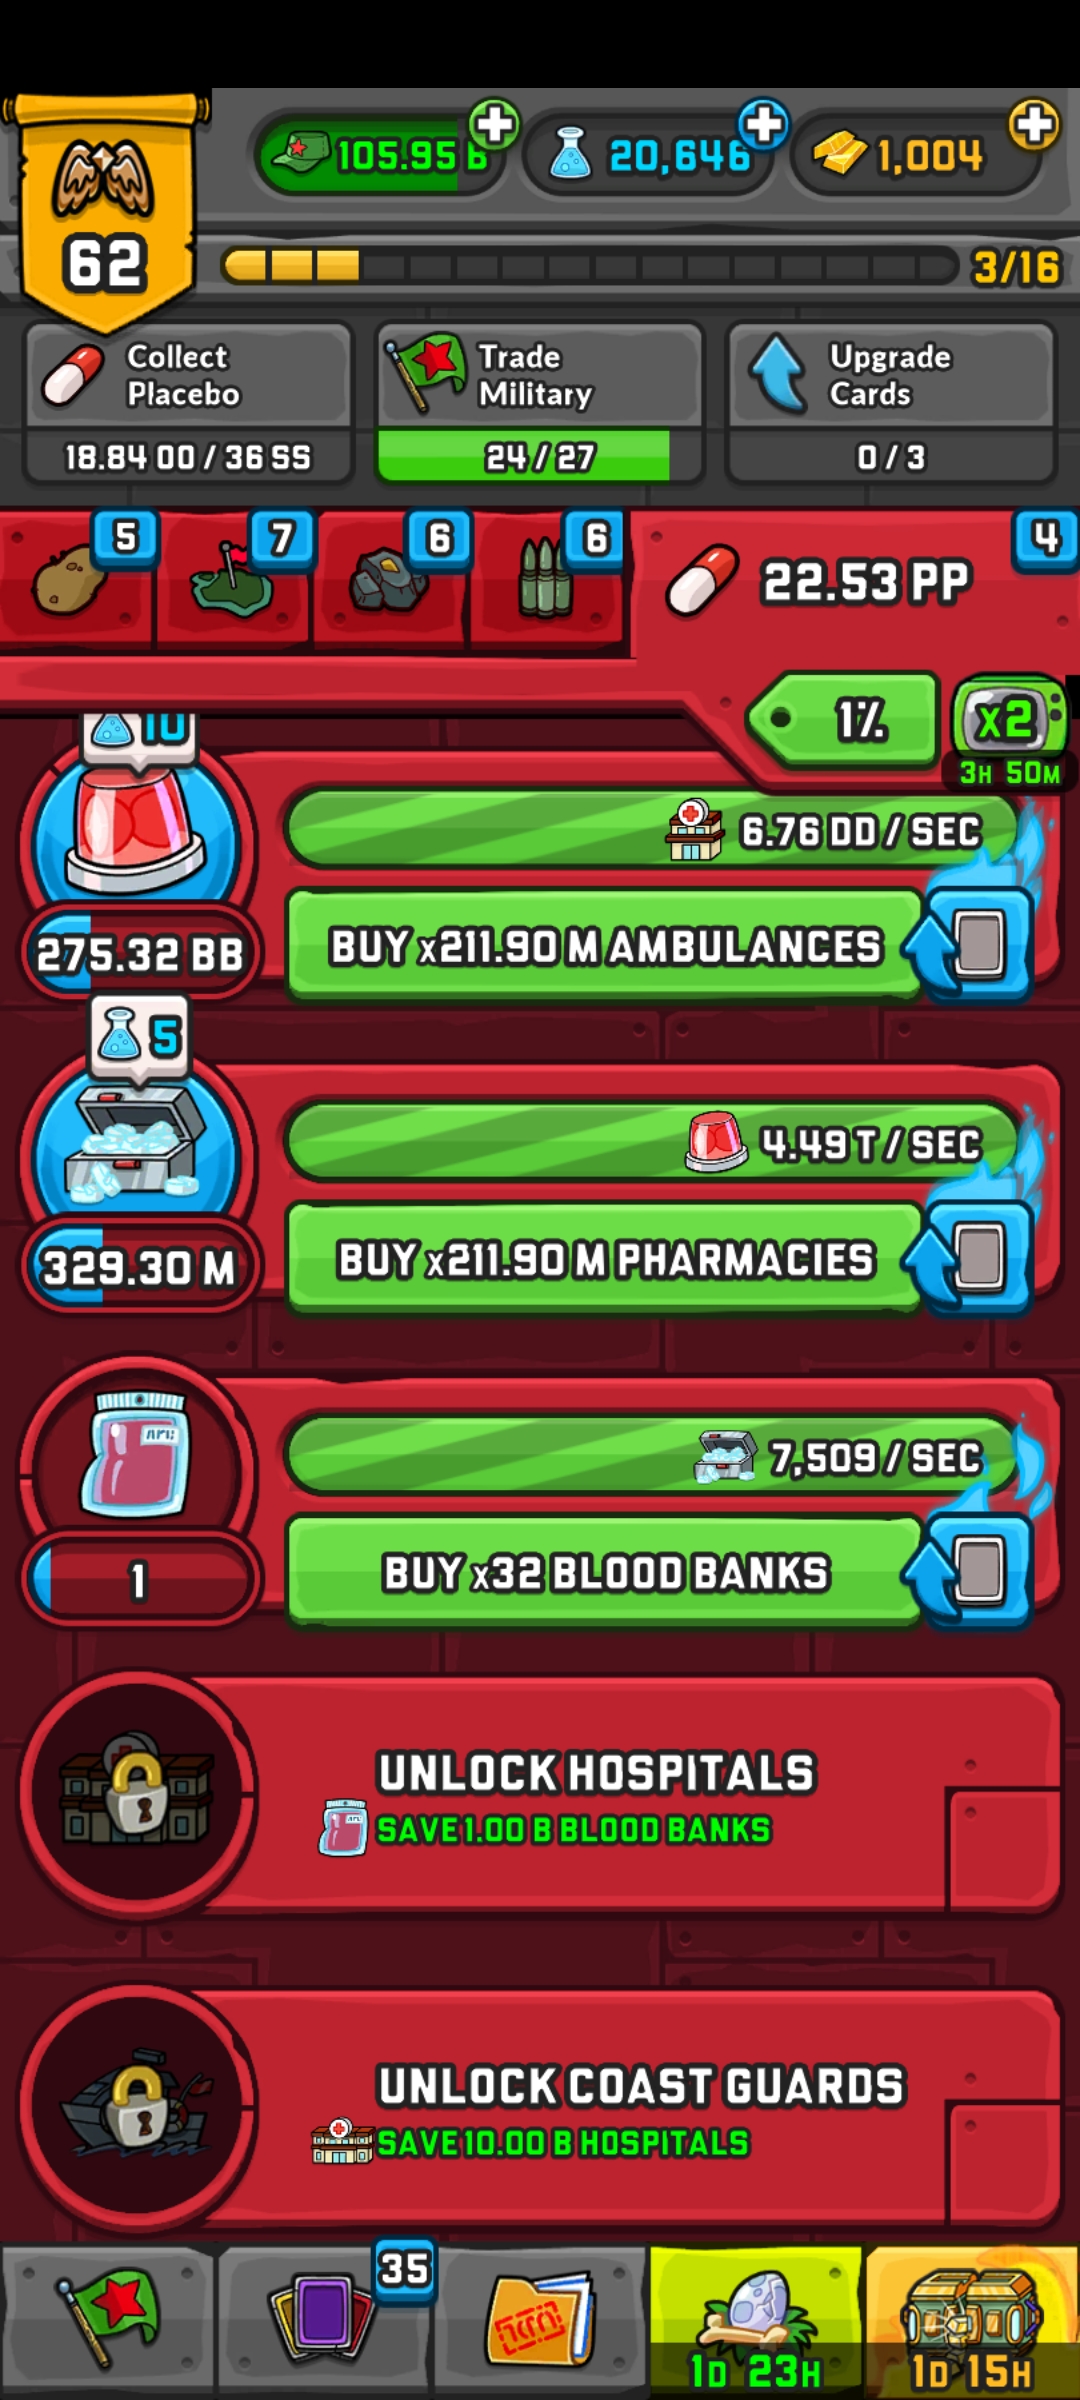 105.95 B
20,646
1,004
62
3/16
Collect
Placebo
Trade
Military
Upgrade
Cards
18.84 OO / 36 SS
24 / 27
0 / 3
5
7
6
6
4
22.53 PP
1%
x2
3H 50M
10
6.76 DD / SEC
275.32 BB
BUY x211.90 M AMBULANCES
5
4.49 T / SEC
329.30 M
BUY x211.90 M PHARMACIES
7,509 / SEC
1
BUY x32 BLOOD BANKS
UNLOCK HOSPITALS
SAVE 1.00 B BLOOD BANKS
UNLOCK COAST GUARDS
SAVE 10.00 B HOSPITALS
35
1D 23H
1D 15H